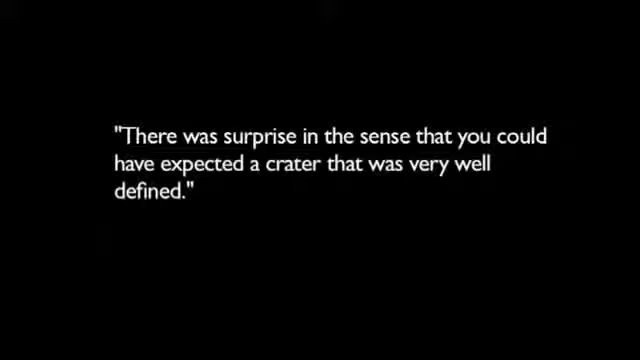 "There was surprise in the sense that you could
have expected a crater that was very well
defined."